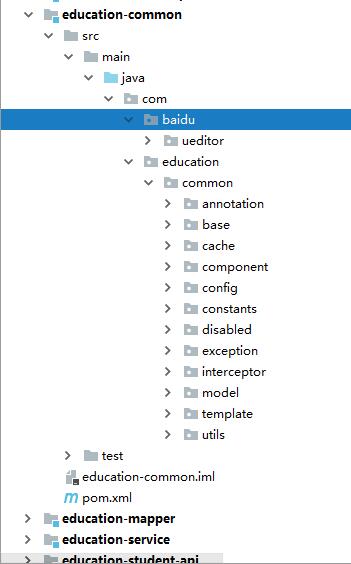 education-common
src
main
java
com
baidu
ueditor
education
common
annotation
base
cache
component
config
constants
disabled
exception
interceptor
model
template
utils
test
education-common.iml
pom.xml
education-mapper
education-service
education-student-api